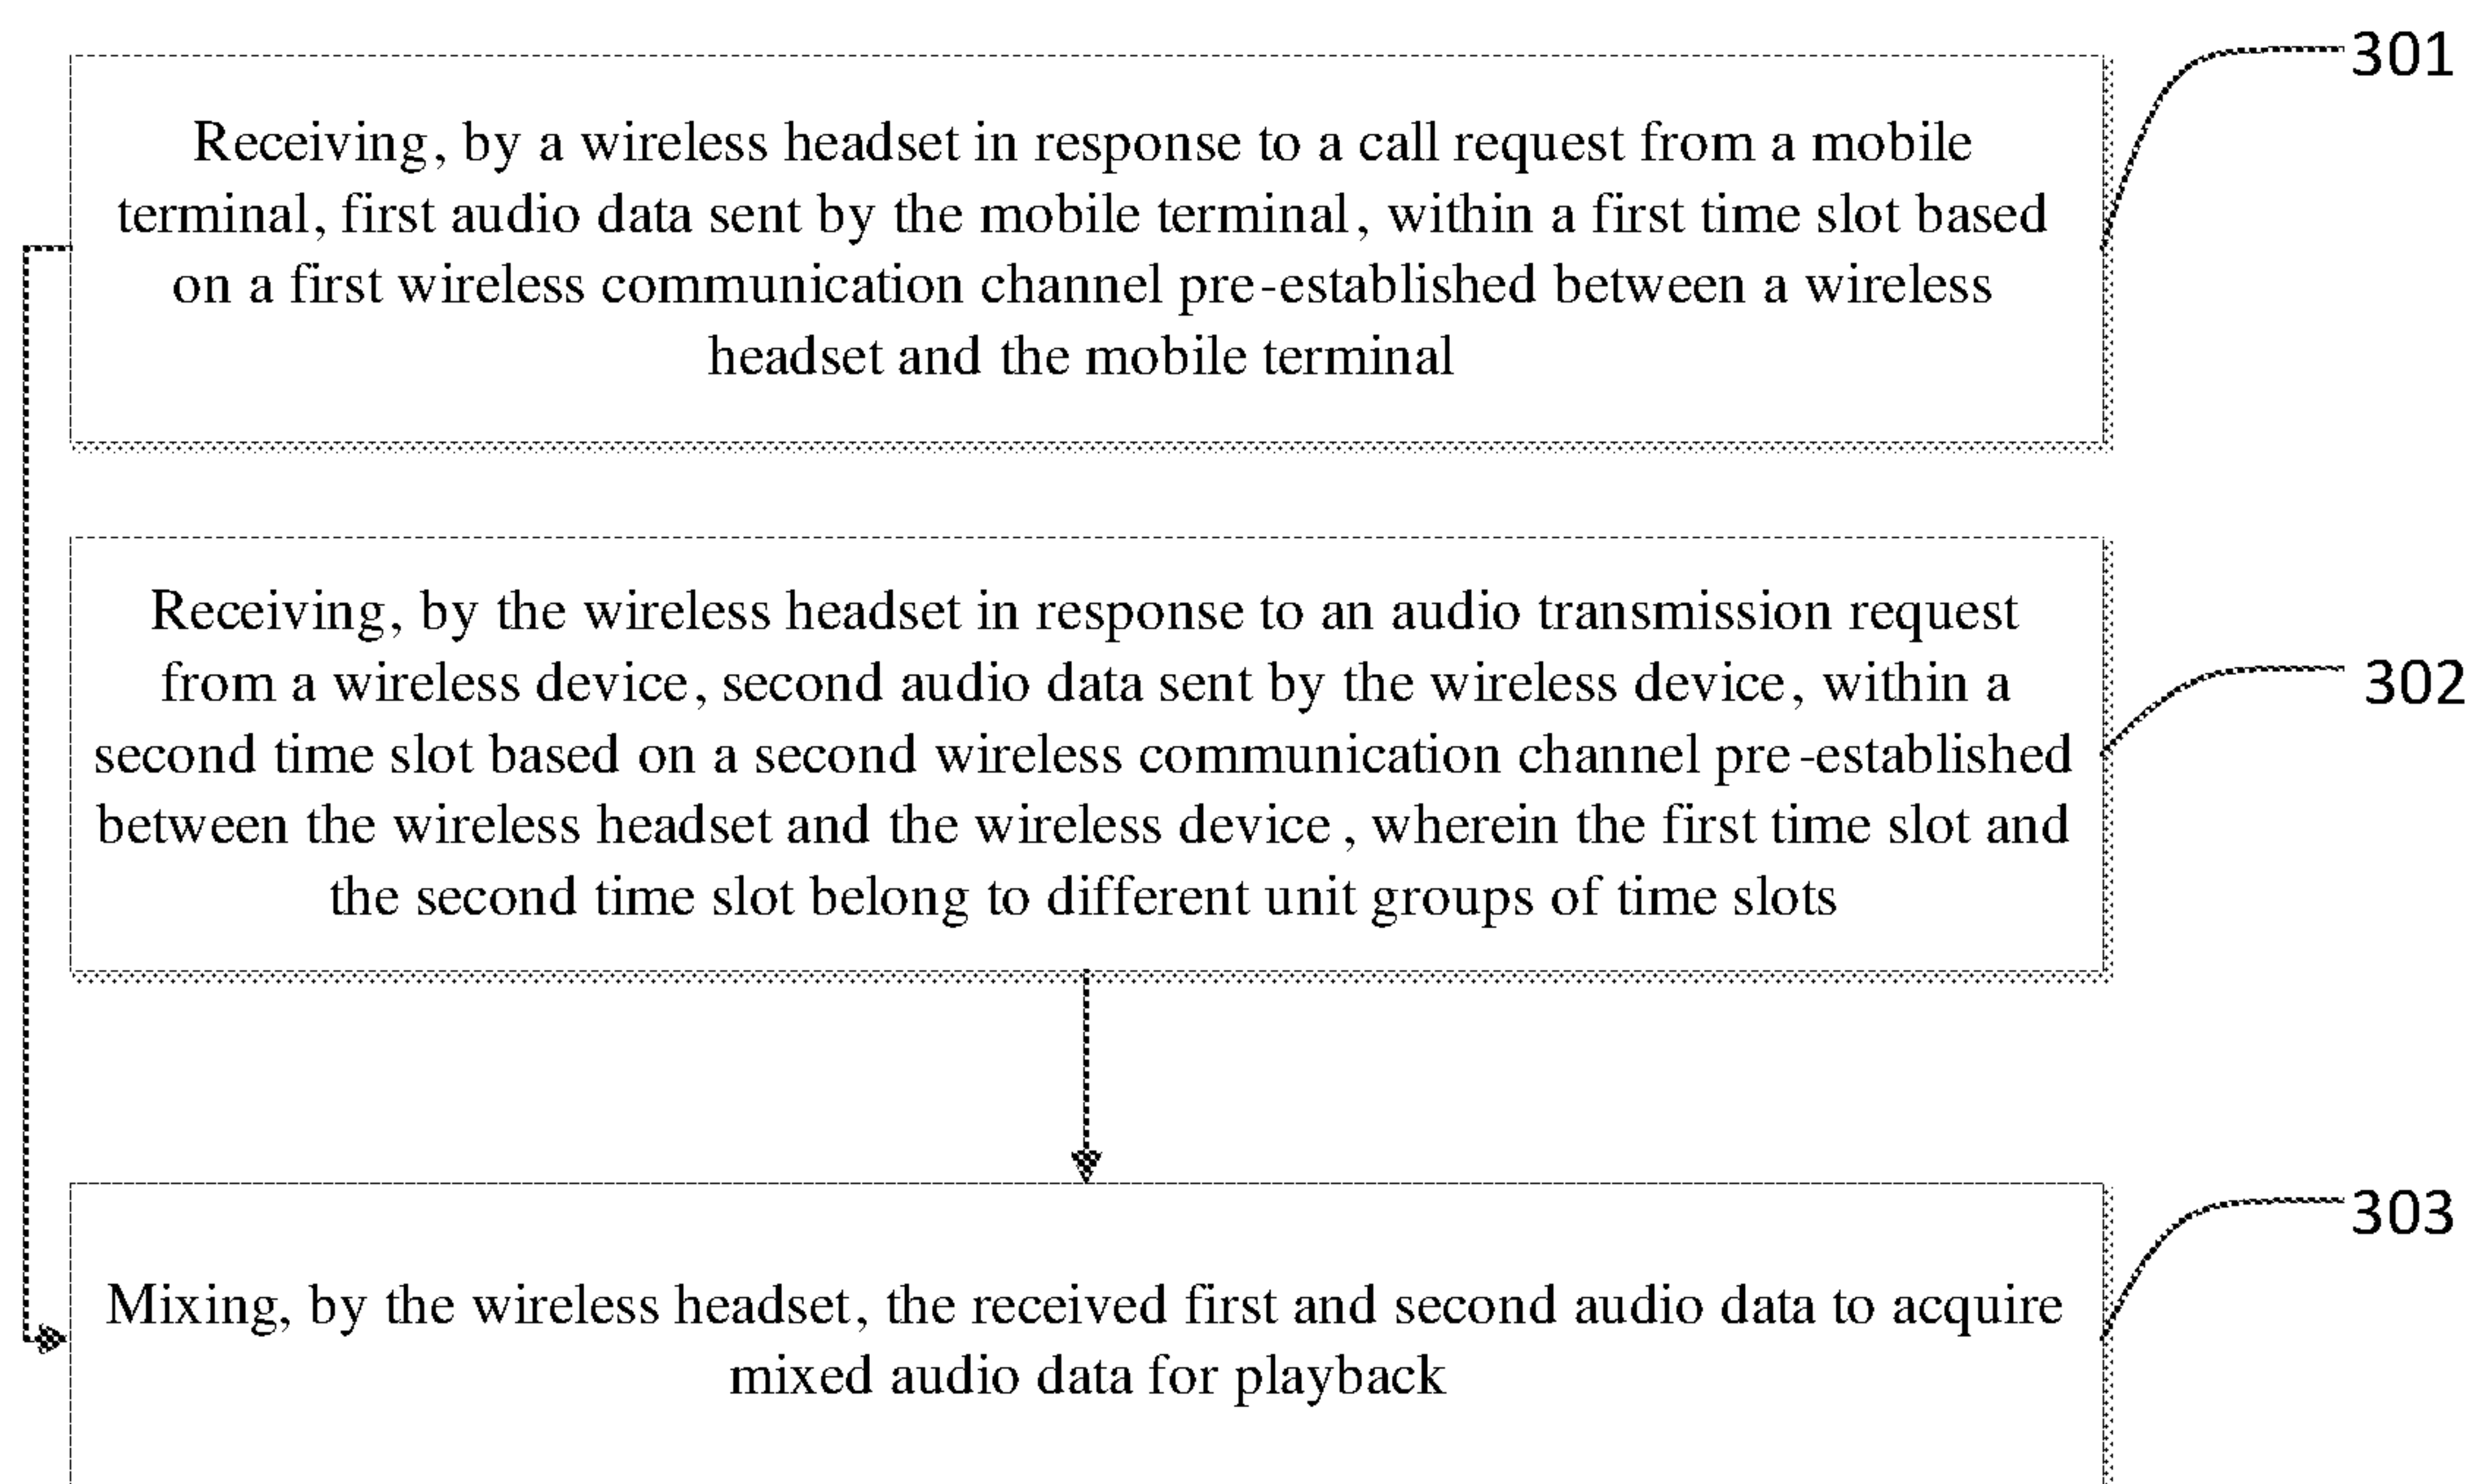 301
Receiving, by a wireless headset in response to a call request from a mobile
terminal, first audio data sent by the mobile terminal, within a first time slot based
on a first wireless communication channel pre-established between a wireless
headset and the mobile terminal
Receiving, by the wireless headset in response to an audio transmission request
from a wireless device, second audio data sent by the wireless device, within a
302
second time slot based on a second wireless communication channel pre-established
between the wireless headset and the wireless device, wherein the first time slot and
the second time slot belong to different unit groups of time slots
303
Mixing, by the wireless headset, the received first and second audio data to acquire
mixed audio data for playback